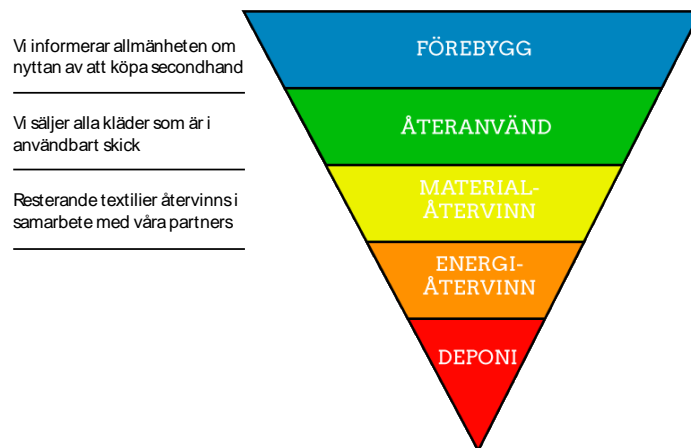 Vi informerar allmänheten om
nyttan av att köpa secondhand
FÖREBYGG
Vi säljer alla kläder som är i
användbart skick
ÅTERANVÄND
Resterande textilier återvinns i
samarbete med våra partners
MATERIAL-
ÅTERVINN
ENERGI-
ÅTERVINN
DEPONI